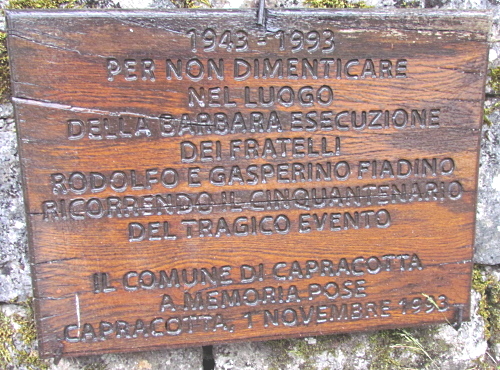 1943 - 1993
PER NON DIMENTICARE
NEL LUOGO
DELLA BARBARA ESECUZIONE
DEI FRATELLI
RODOLFO E GASPERINO FIADINO
RICORRENDO IL CINQUANTENARIO
DEL TRAGICO EVENTO
IL COMUNE DI CAPRACOTTA
A MEMORIA POSE
CAPRACOTTA, 1 NOVEMBRE 1993